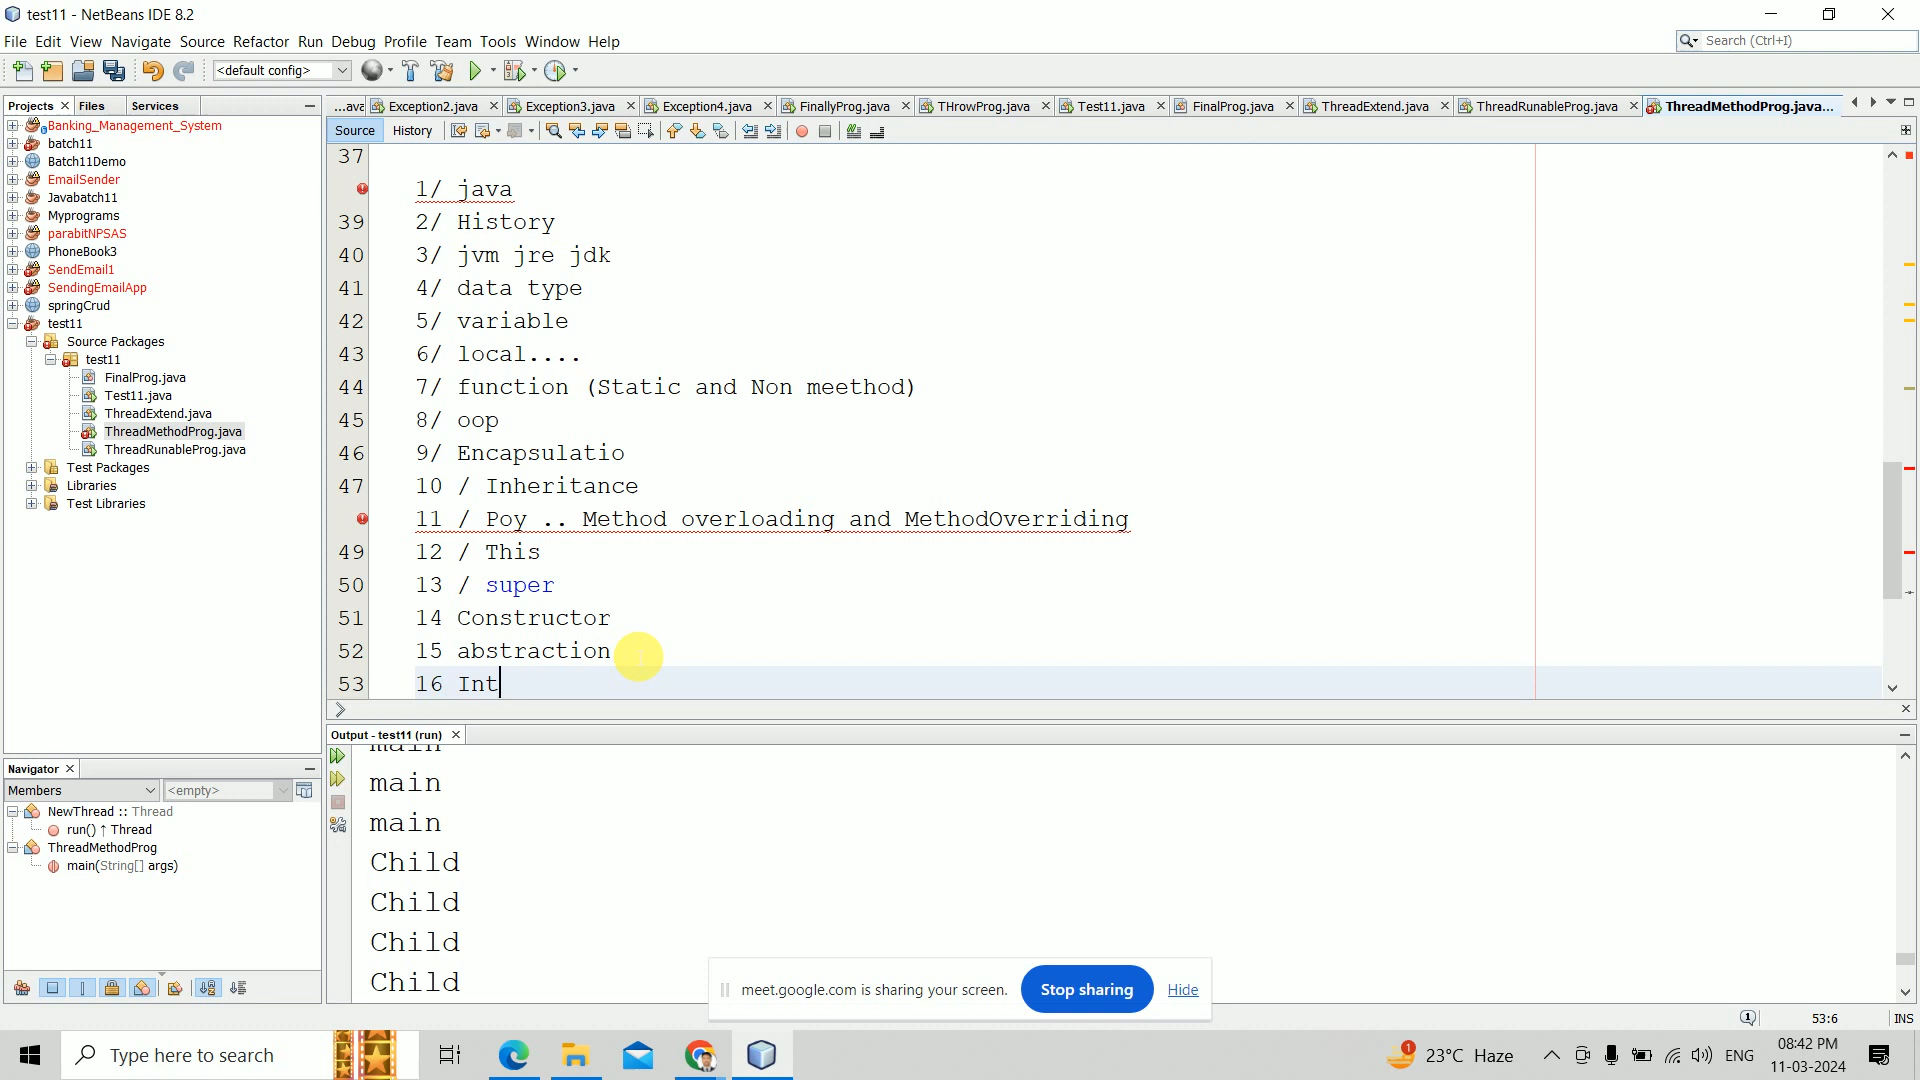 test11 - NetBeans IDE 8.2
File Edit View Navigate Source Refactor Run Debug Profile Team Tools Window Help
Search (Ctrl+I)
<default config>
Projects Files Services
...ava Exception2.java Exception3.java Exception4.java FinallyProg.java THrowProg.java Test11.java FinalProg.java ThreadExtend.java ThreadRunableProg.java ThreadMethodProg.java...
Source History
Banking_Management_System
batch11
Batch11Demo
EmailSender
Javabatch11
Myprograms
parabitNPSAS
PhoneBook3
SendEmail1
SendingEmailApp
springCrud
test11
Source Packages
test11
FinalProg.java
Test11.java
ThreadExtend.java
ThreadMethodProg.java
ThreadRunableProg.java
Test Packages
Libraries
Test Libraries
37
1/ java
39 2/ History
40 3/ jvm jre jdk
41 4/ data type
42 5/ variable
43 6/ local....
44 7/ function (Static and Non meethod)
45 8/ oop
46 9/ Encapsulatio
47 10 / Inheritance
11 / Poy .. Method overloading and MethodOverriding
49 12 / This
50 13 / super
51 14 Constructor
52 15 abstraction
53 16 Int
Navigator
Members <empty>
NewThread :: Thread
run() ↑ Thread
ThreadMethodProg
main(String[] args)
Output - test11 (run)
main
main
main
Child
Child
Child
Child
meet.google.com is sharing your screen. Stop sharing Hide
1 53:6 INS
Type here to search
1 23°C Haze ENG
08:42 PM
11-03-2024